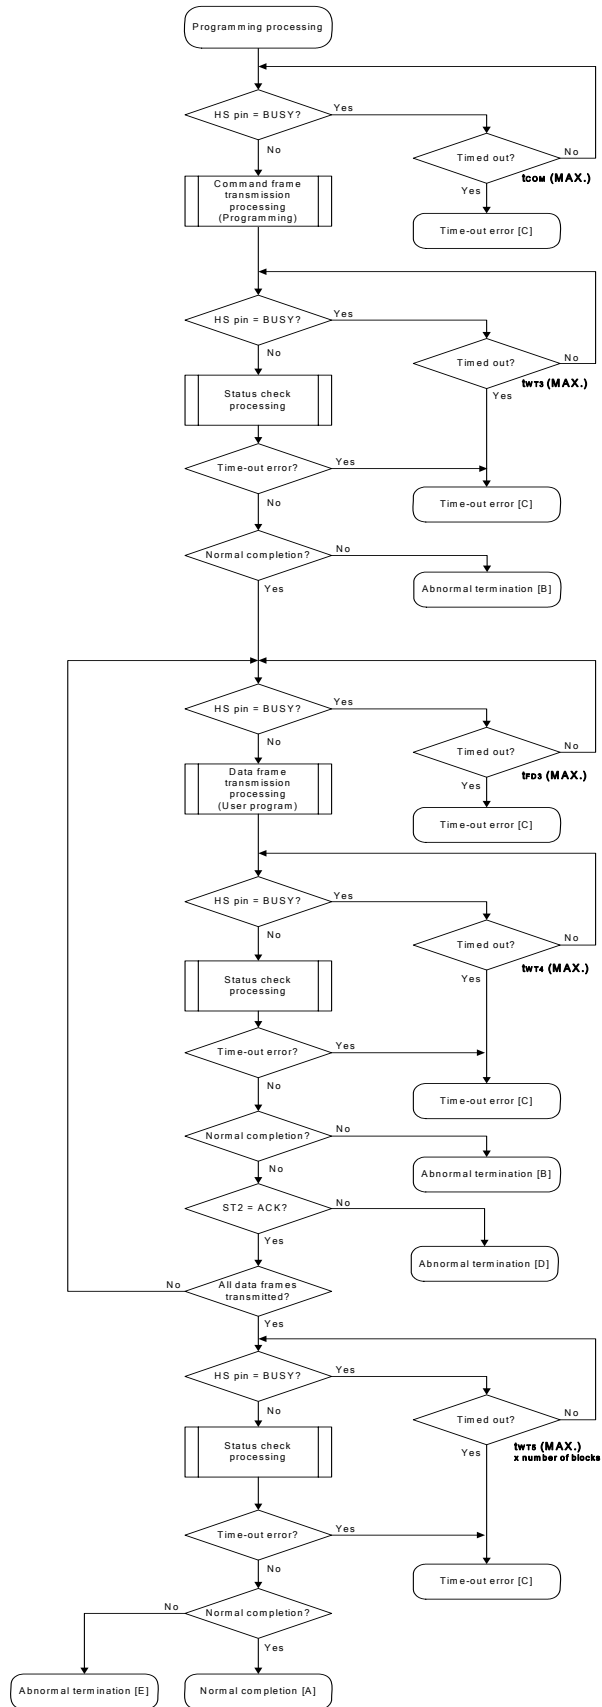 Programming processing
HS pin = BUSY?
Yes
No
Timed out?
No
tCOM (MAX.)
Yes
Command frame
transmission
processing
(Programming)
Time-out error [C]
HS pin = BUSY?
Yes
No
Timed out?
No
tWT3 (MAX.)
Yes
Status check
processing
Time-out error?
Yes
No
Time-out error [C]
Normal completion?
No
Yes
Abnormal termination [B]
HS pin = BUSY?
Yes
No
Timed out?
No
tFD3 (MAX.)
Yes
Data frame
transmission
processing
(User program)
Time-out error [C]
HS pin = BUSY?
Yes
No
Timed out?
No
tWT4 (MAX.)
Yes
Status check
processing
Time-out error?
Yes
No
Time-out error [C]
Normal completion?
No
No
Abnormal termination [B]
ST2 = ACK?
No
Yes
Abnormal termination [D]
All data frames
transmitted?
No
Yes
HS pin = BUSY?
Yes
No
Timed out?
No
tWT5 (MAX.)
x number of blocks
Yes
Status check
processing
Time-out error?
Yes
No
Time-out error [C]
Normal completion?
No
Yes
Abnormal termination [E]
Normal completion [A]